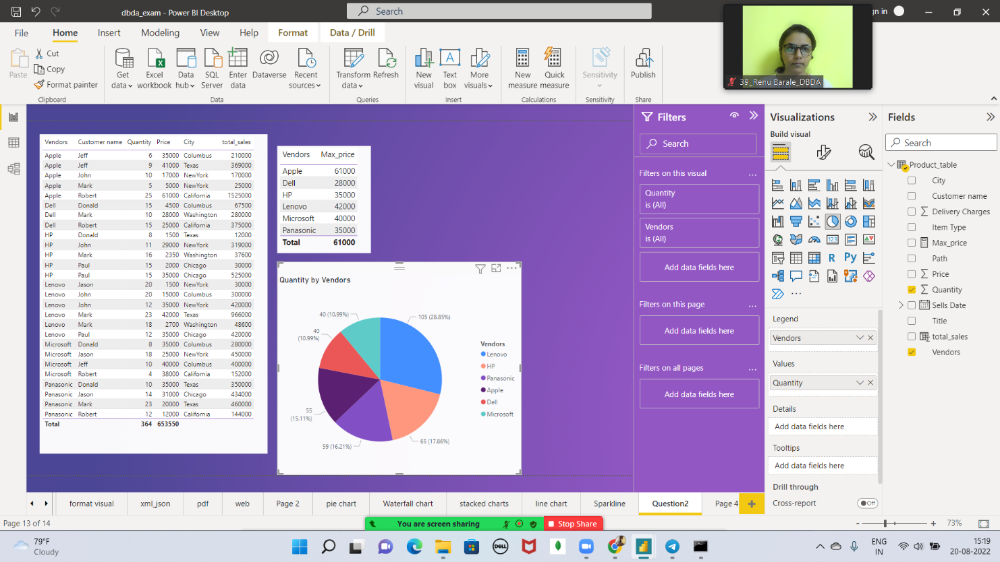 dbda_exam - Power BI Desktop
Search
gn in
File Home Insert Modeling View Help Format Data / Drill
Paste
Cut
Copy
Format painter
Clipboard
Get data
Excel workbook
Data hub
SQL Server
Enter data
Dataverse
Recent sources
Data
Transform data
Refresh
Queries
New visual
Text box
More visuals
Insert
New measure
Quick measure
Calculations
Sensitivity
Sensitivity
Publish
Share
39_Renu Barale_DBDA
Vendors Customer name Quantity Price City total_sales
Apple Jeff 6 35000 Columbus 210000
Apple Jeff 9 41000 Texas 369000
Apple John 10 17000 NewYork 170000
Apple Mark 5 5000 NewYork 25000
Apple Robert 25 61000 California 1525000
Dell Donald 15 4500 Columbus 67500
Dell Mark 10 28000 Washington 280000
Dell Robert 15 25000 California 375000
HP Donald 8 1500 Texas 12000
HP John 11 29000 NewYork 319000
HP Mark 16 2350 Washington 37600
HP Paul 15 2000 Chicago 30000
HP Paul 15 35000 Chicago 525000
Lenovo Jason 20 1500 NewYork 30000
Lenovo John 20 15000 Columbus 300000
Lenovo John 12 35000 NewYork 420000
Lenovo Mark 23 42000 Texas 966000
Lenovo Mark 18 2700 Washington 48600
Lenovo Paul 12 35000 Chicago 420000
Microsoft Donald 8 35000 Columbus 280000
Microsoft Jason 18 25000 NewYork 450000
Microsoft Jeff 10 40000 Columbus 400000
Microsoft Robert 4 38000 California 152000
Panasonic Donald 10 35000 Texas 350000
Panasonic Jason 14 31000 Chicago 434000
Panasonic Mark 23 20000 Texas 460000
Panasonic Robert 12 12000 California 144000
Total 364 653550
Vendors Max_price
Apple 61000
Dell 28000
HP 35000
Lenovo 42000
Microsoft 40000
Panasonic 35000
Total 61000
Quantity by Vendors
40 (10.99%)
105 (28.85%)
40
(10.99%)
55
(15.11%)
59 (16.21%)
65 (17.86%)
Vendors
Lenovo
HP
Panasonic
Apple
Dell
Microsoft
Filters
Search
Filters on this visual ...
Quantity
is (All)
Vendors
is (All)
Add data fields here
Filters on this page ...
Add data fields here
Filters on all pages ...
Add data fields here
Visualizations
Build visual
123
R
Py
...
Legend
Vendors
Values
Quantity
Details
Add data fields here
Tooltips
Add data fields here
Drill through
Cross-report Off
Fields
Search
Product_table
City
Customer name
Delivery Charges
Item Type
Max_price
Path
Price
Quantity
Sells Date
Title
total_sales
Vendors
format visual xml_json pdf web Page 2 pie chart Waterfall chart stacked charts line chart Sparkline Question2 Page 4 +
Page 13 of 14
You are screen sharing
Stop Share
- + 73%
79°F
Cloudy
DELL
ENG
IN
15:19
20-08-2022